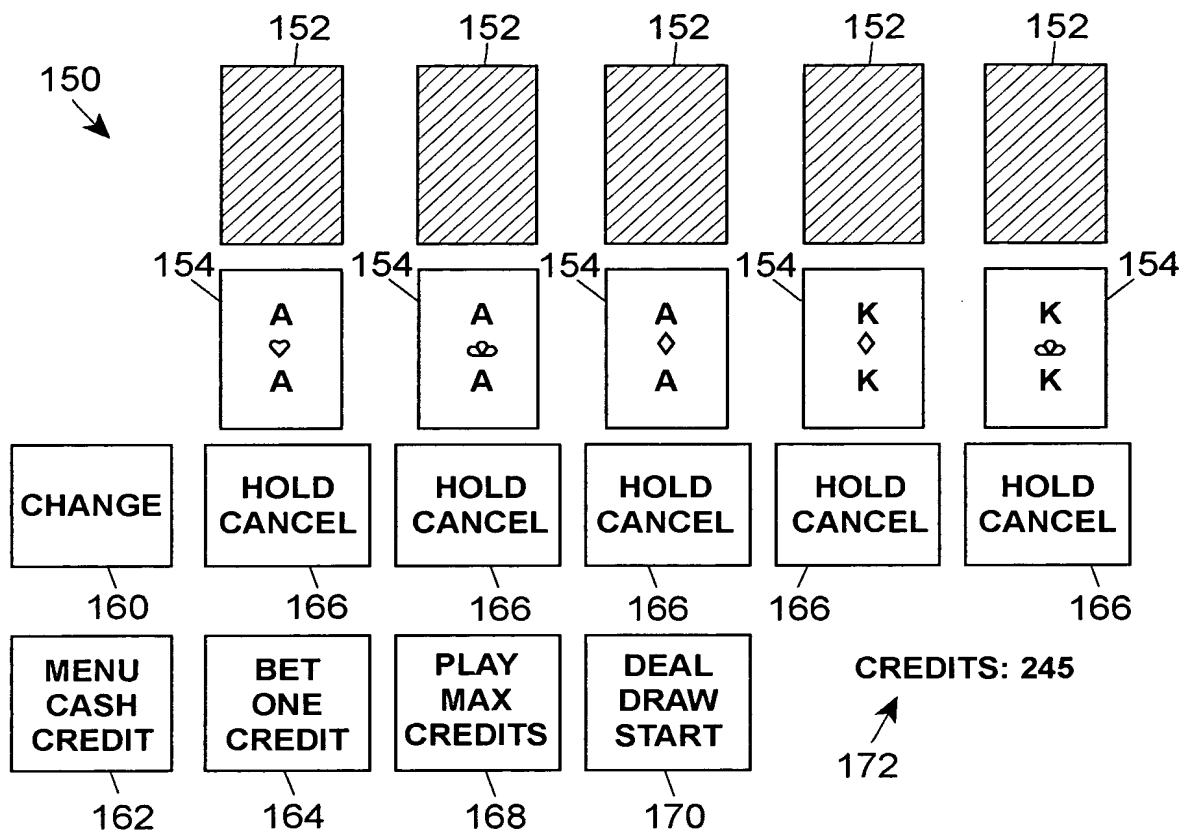 152 152 152 152 152
150
154 154 154 154 154
A A A K K
A A A K K
CHANGE
HOLD CANCEL
HOLD CANCEL
HOLD CANCEL
HOLD CANCEL
HOLD CANCEL
160 166 166 166 166 166
MENU CASH CREDIT
BET ONE CREDIT
PLAY MAX CREDITS
DEAL DRAW START
CREDITS: 245
172
162 164 168 170